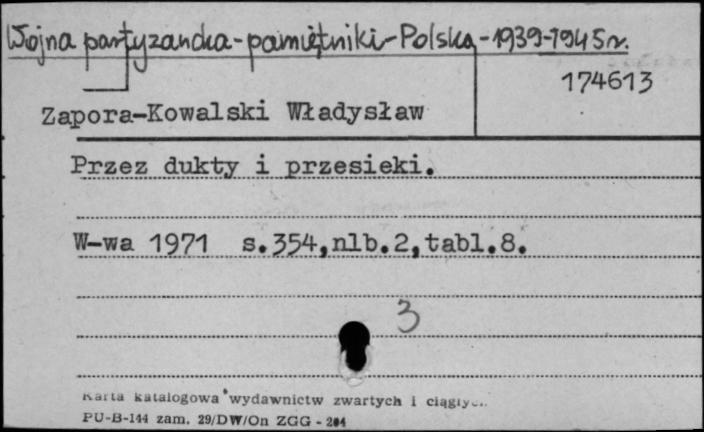 Wojna partyzancka-pamiętniki-Polska-1939-1945r.
174613
Zapora-Kowalski Władysław
Przez dukty i przesieki.
W-wa 1971 s.354,nlb.2,tabl.8.
3
Karta katalogowa wydawnictw zwartych i ciągłych
PU-B-144 zam. 29/DW/On ZGG - 204